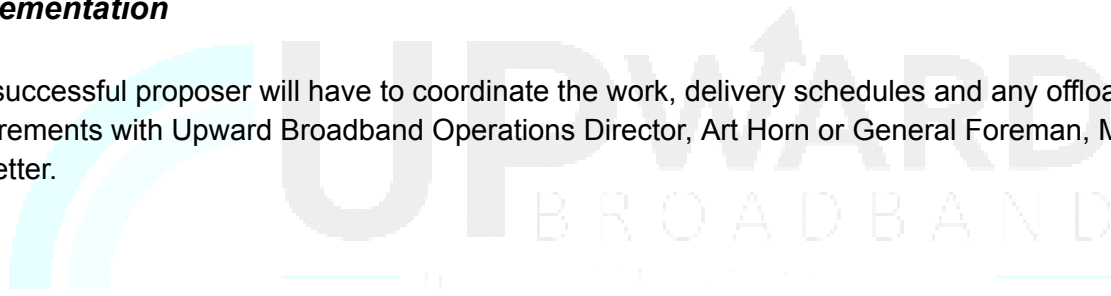 ementation
successful proposer will have to coordinate the work, delivery schedules and any offloa
rements with Upward Broadband Operations Director, Art Horn or General Foreman, M
etter.
UPWARD
BROADBAND